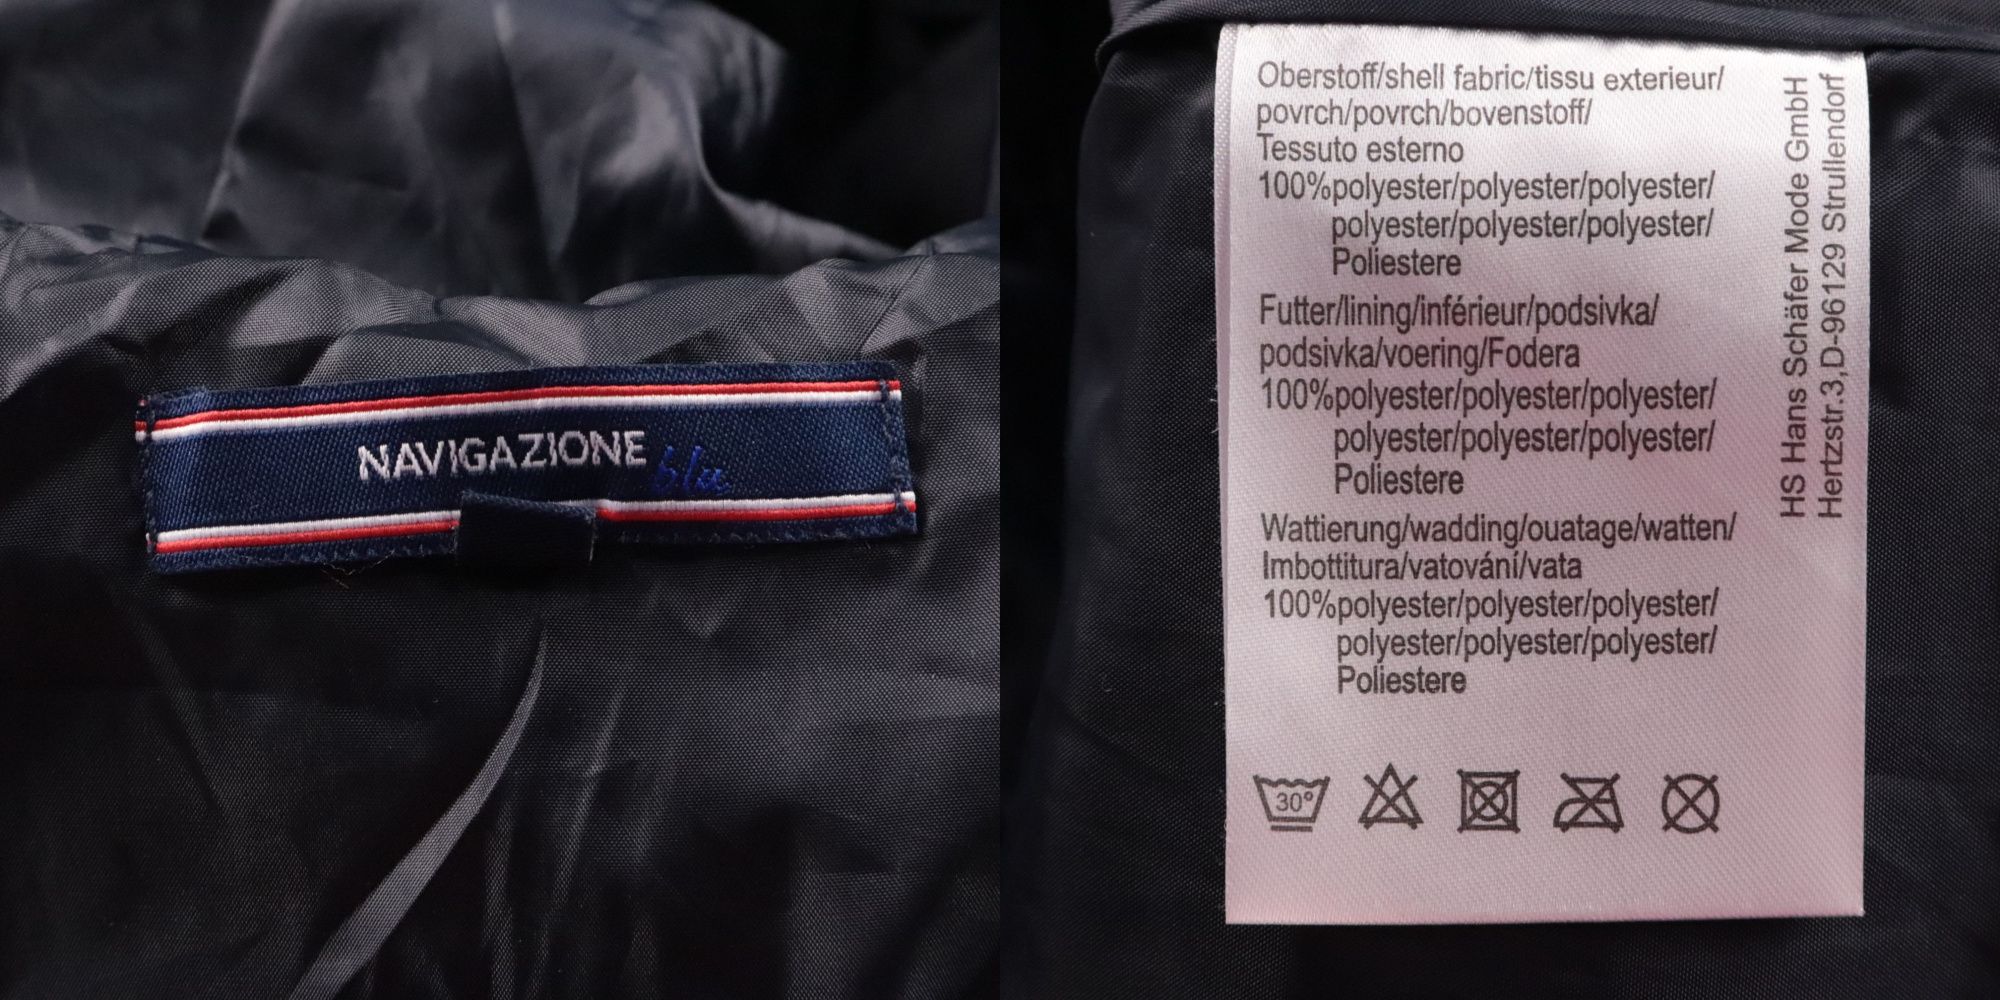 NAVIGAZIONE blu
Oberstoff/shell fabric/tissu exterieur/
povrch/povrch/bovenstoff/
Tessuto esterno
100%polyester/polyester/polyester/
polyester/polyester/polyester/
Poliestere
Futter/lining/inférieur/podsivka/
podsivka/voering/Fodera
100%polyester/polyester/polyester/
polyester/polyester/polyester/
Poliestere
Wattierung/wadding/ouatage/watten/
Imbottitura/vatování/vata
100%polyester/polyester/polyester/
polyester/polyester/polyester/
Poliestere
30°
HS Hans Schäfer Mode GmbH
Hertzstr.3,D-96129 Strullendorf